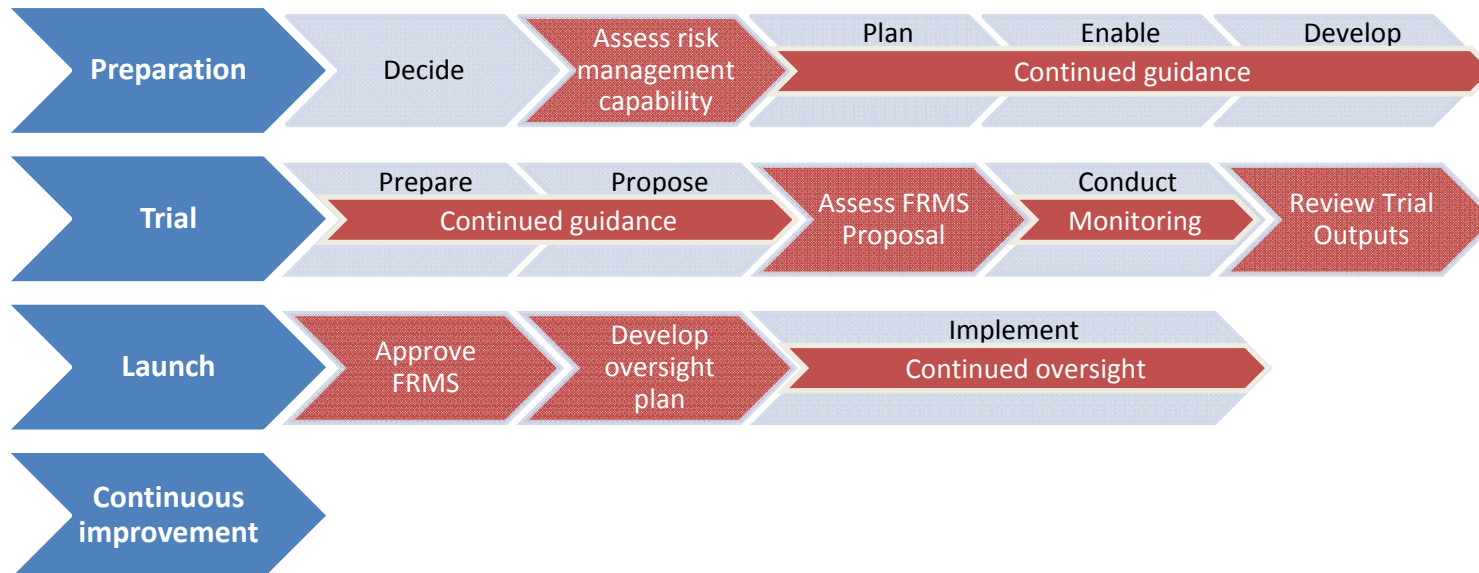 Preparation
Decide
Assess risk
management
capability
Plan
Enable
Develop
Continued guidance
Trial
Prepare
Propose
Continued guidance
Assess FRMS
Proposal
Conduct
Monitoring
Review Trial
Outputs
Launch
Approve
FRMS
Develop
oversight
plan
Implement
Continued oversight
Continuous
improvement